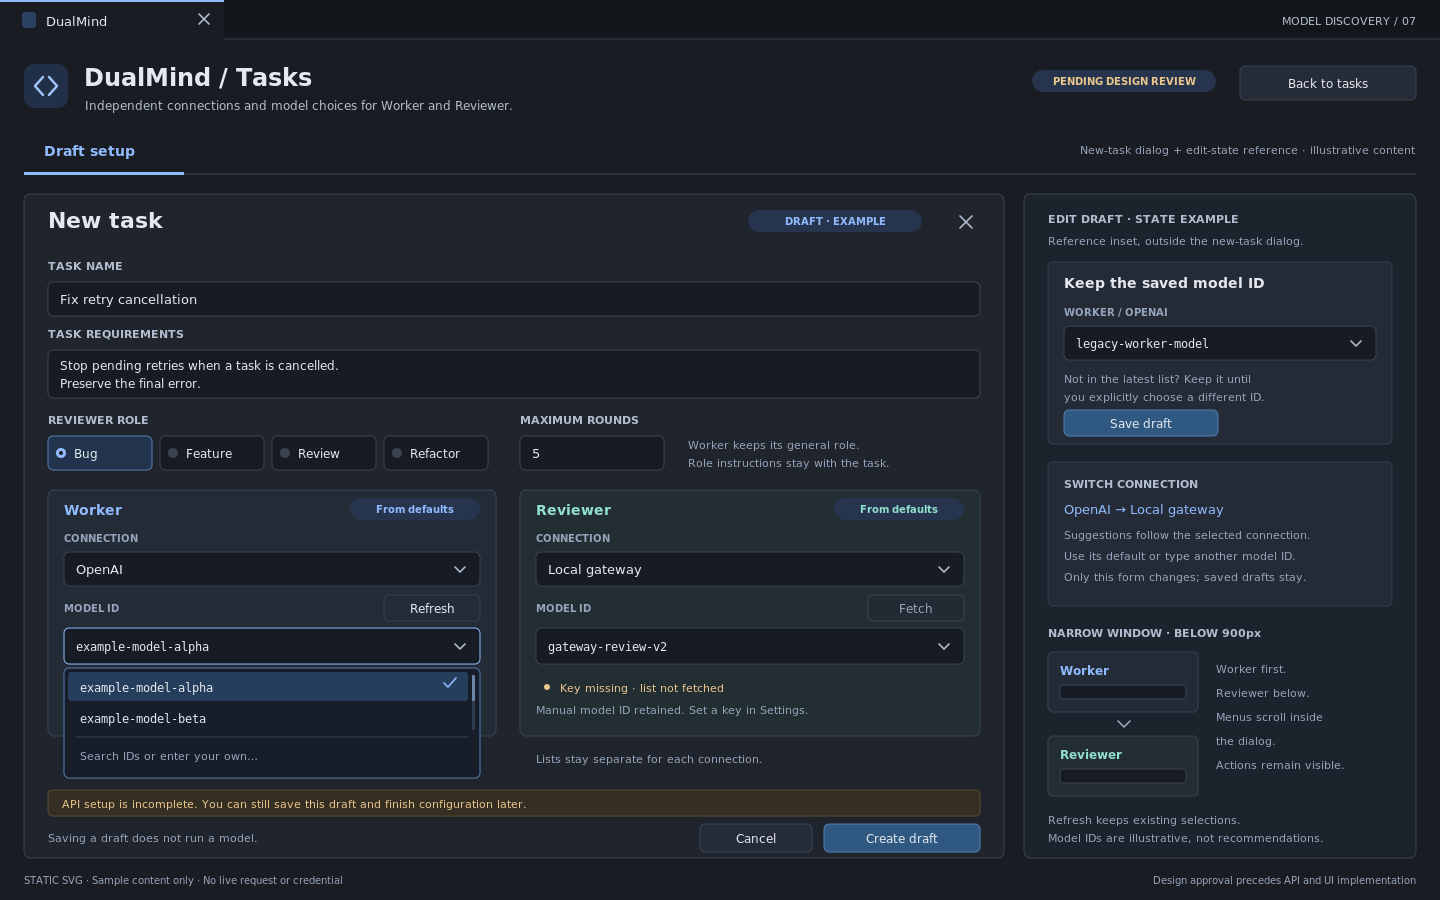 DualMind
MODEL DISCOVERY / 07
DualMind / Tasks
Independent connections and model choices for Worker and Reviewer.
PENDING DESIGN REVIEW
Back to tasks
Draft setup
New-task dialog + edit-state reference · illustrative content
New task
DRAFT · EXAMPLE
TASK NAME
Fix retry cancellation
TASK REQUIREMENTS
Stop pending retries when a task is cancelled.
Preserve the final error.
REVIEWER ROLE
Bug
Feature
Review
Refactor
MAXIMUM ROUNDS
5
Worker keeps its general role.
Role instructions stay with the task.
Worker
From defaults
CONNECTION
OpenAI
MODEL ID
Refresh
example-model-alpha
example-model-alpha
example-model-beta
Search IDs or enter your own...
Reviewer
From defaults
CONNECTION
Local gateway
MODEL ID
Fetch
gateway-review-v2
Key missing · list not fetched
Manual model ID retained. Set a key in Settings.
Lists stay separate for each connection.
API setup is incomplete. You can still save this draft and finish configuration later.
Saving a draft does not run a model.
Cancel
Create draft
EDIT DRAFT · STATE EXAMPLE
Reference inset, outside the new-task dialog.
Keep the saved model ID
WORKER / OPENAI
legacy-worker-model
Not in the latest list? Keep it until
you explicitly choose a different ID.
Save draft
SWITCH CONNECTION
OpenAI → Local gateway
Suggestions follow the selected connection.
Use its default or type another model ID.
Only this form changes; saved drafts stay.
NARROW WINDOW · BELOW 900px
Worker
Reviewer
Worker first.
Reviewer below.
Menus scroll inside
the dialog.
Actions remain visible.
Refresh keeps existing selections.
Model IDs are illustrative, not recommendations.
STATIC SVG · Sample content only · No live request or credential
Design approval precedes API and UI implementation